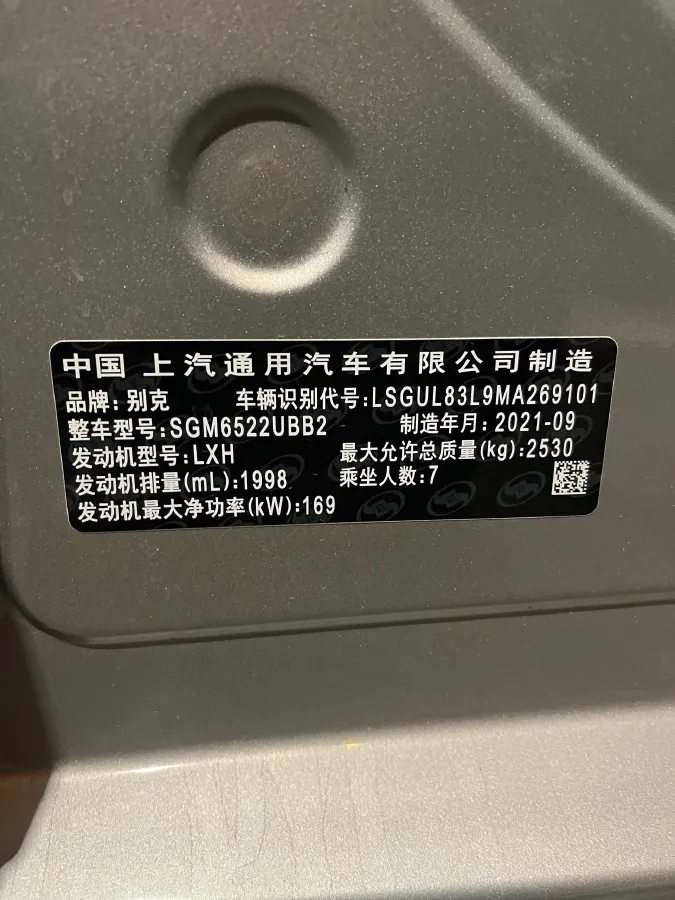 中国 上汽通用汽车有限公司制造
品牌：别克 车辆识别代号：LSGUL83L9MA269101
整车型号：SGM6522UBB2 制造年月：2021-09
发动机型号：LXH 最大允许总质量(kg)：2530
发动机排量(mL)：1998 乘坐人数：7
发动机最大净功率(kW)：169